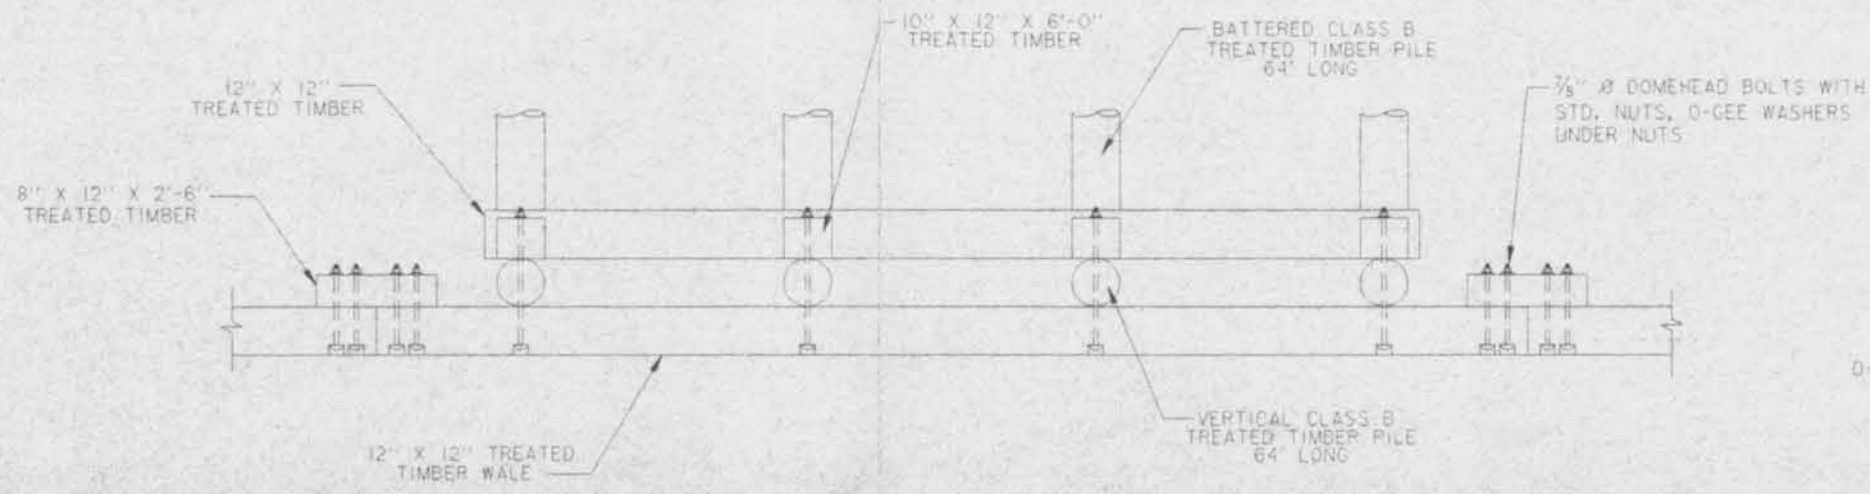 10" X 12" X 6'-0"
TREATED TIMBER
BATTERED CLASS B
TREATED TIMBER PILE
64' LONG
12" X 12"
TREATED TIMBER
7/8" Ø DOMEHEAD BOLTS WITH
STD. NUTS, O-GEE WASHERS
UNDER NUTS
8" X 12" X 2'-6"
TREATED TIMBER
VERTICAL CLASS B
TREATED TIMBER PILE
64' LONG
12" X 12" TREATED
TIMBER WALE